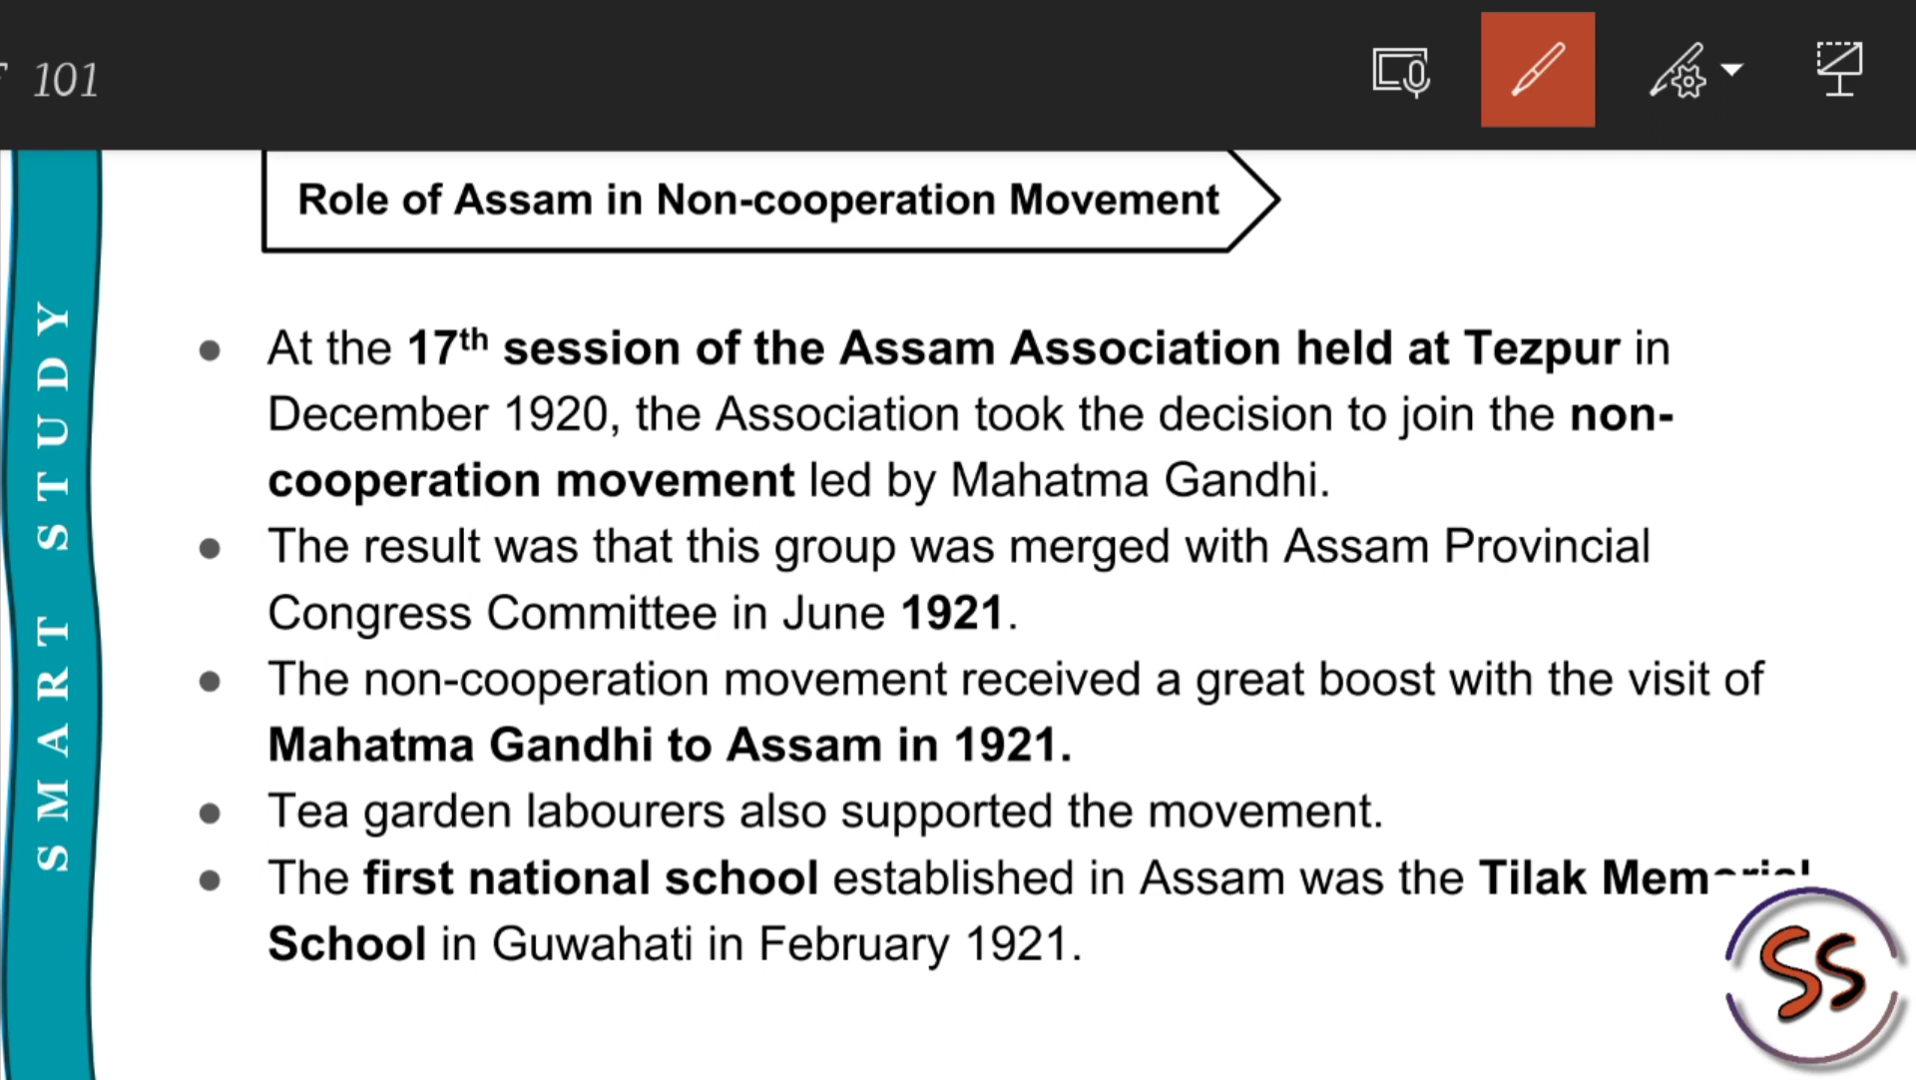 101
Role of Assam in Non-cooperation Movement
SMART STUDY
● At the 17th session of the Assam Association held at Tezpur in
December 1920, the Association took the decision to join the non-
cooperation movement led by Mahatma Gandhi.
● The result was that this group was merged with Assam Provincial
Congress Committee in June 1921.
● The non-cooperation movement received a great boost with the visit of
Mahatma Gandhi to Assam in 1921.
● Tea garden labourers also supported the movement.
● The first national school established in Assam was the Tilak Memorial
School in Guwahati in February 1921.
SS